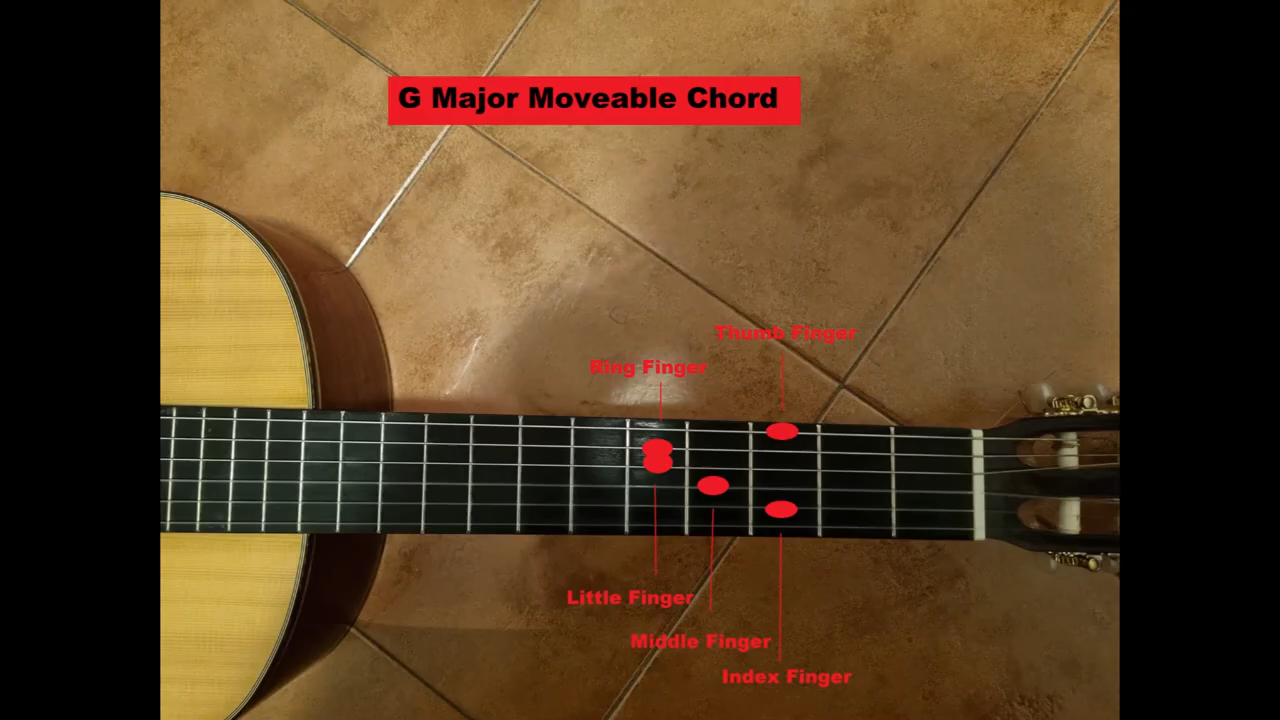 G Major Moveable Chord
Thumb Finger
Ring Finger
Little Finger
Middle Finger
Index Finger